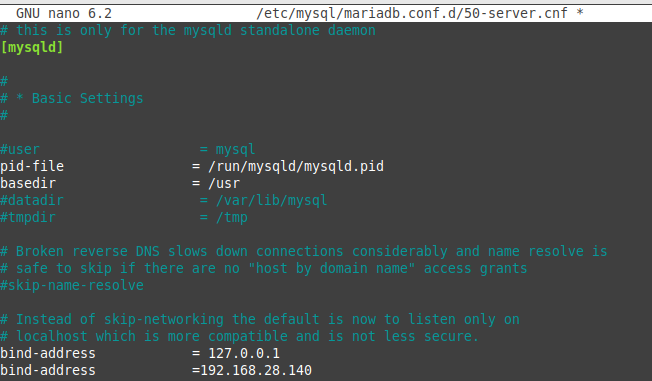 GNU nano 6.2 /etc/mysql/mariadb.conf.d/50-server.cnf *
# this is only for the mysqld standalone daemon
[mysqld]
#
# * Basic Settings
#
#user = mysql
pid-file = /run/mysqld/mysqld.pid
basedir = /usr
#datadir = /var/lib/mysql
#tmpdir = /tmp
# Broken reverse DNS slows down connections considerably and name resolve is
# safe to skip if there are no "host by domain name" access grants
#skip-name-resolve
# Instead of skip-networking the default is now to listen only on
# localhost which is more compatible and is not less secure.
bind-address = 127.0.0.1
bind-address =192.168.28.140